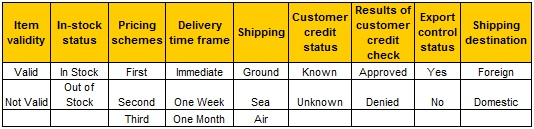 Item validity In-stock status Pricing schemes Delivery time frame Shipping Customer credit status Results of customer credit check Export control status Shipping destination
Valid In Stock First Immediate Ground Known Approved Yes Foreign
Not Valid Out of Stock Second One Week Sea Unknown Denied No Domestic
Third One Month Air